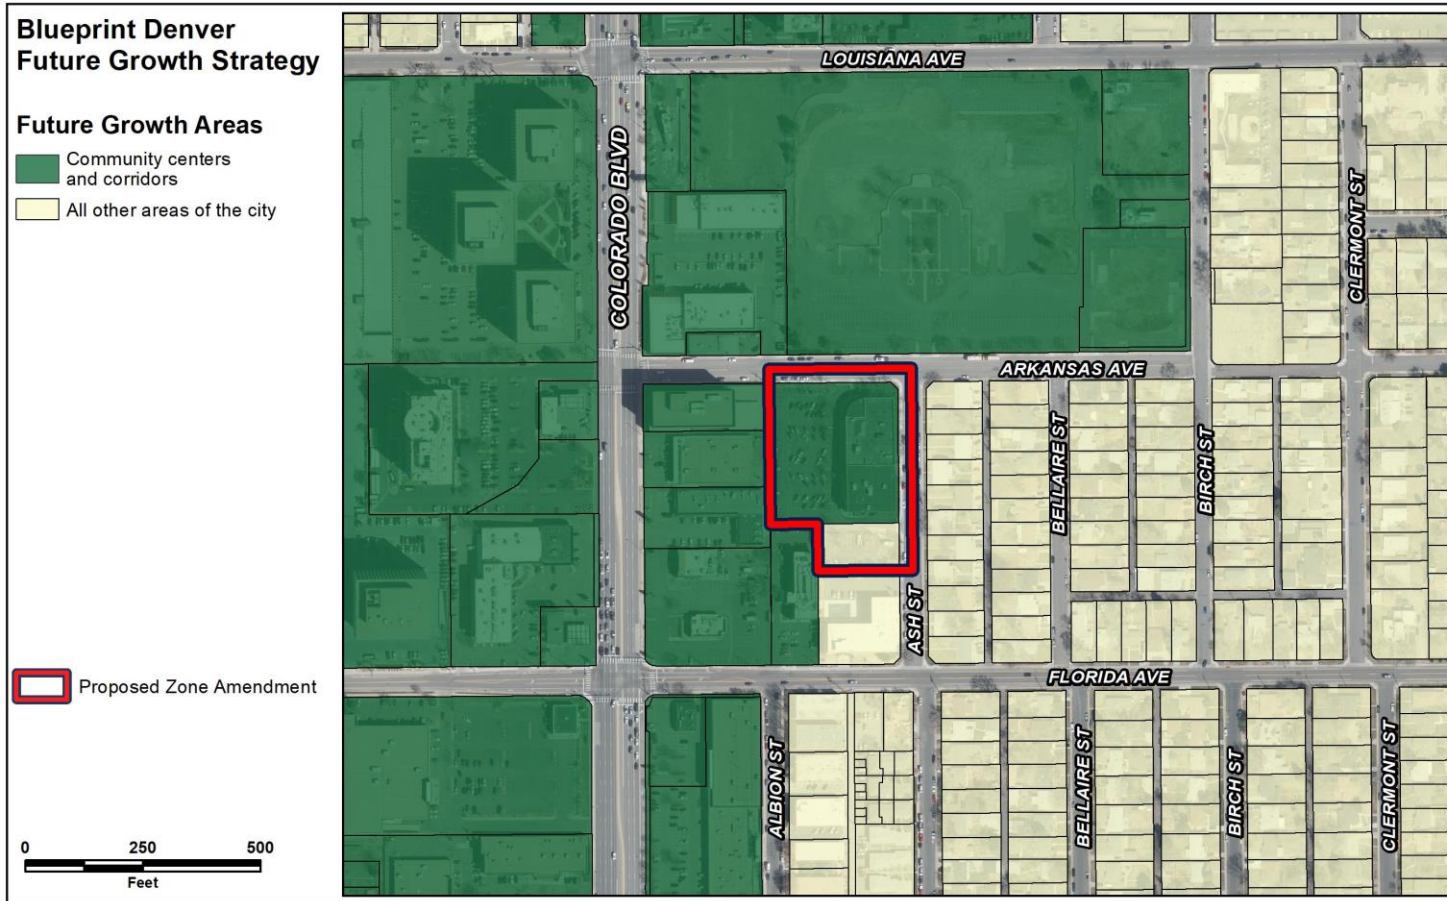 Blueprint Denver
Future Growth Strategy
Future Growth Areas
Community centers
and corridors
All other areas of the city
Proposed Zone Amendment
0 250 500
Feet
LOUISIANA AVE
COLORADO BLVD
CLERMONT ST
ARKANSAS AVE
BELLAIRE ST
BIRCH ST
ASH ST
FLORIDA AVE
ALBION ST
BELLAIRE ST
BIRCH ST
CLERMONT ST